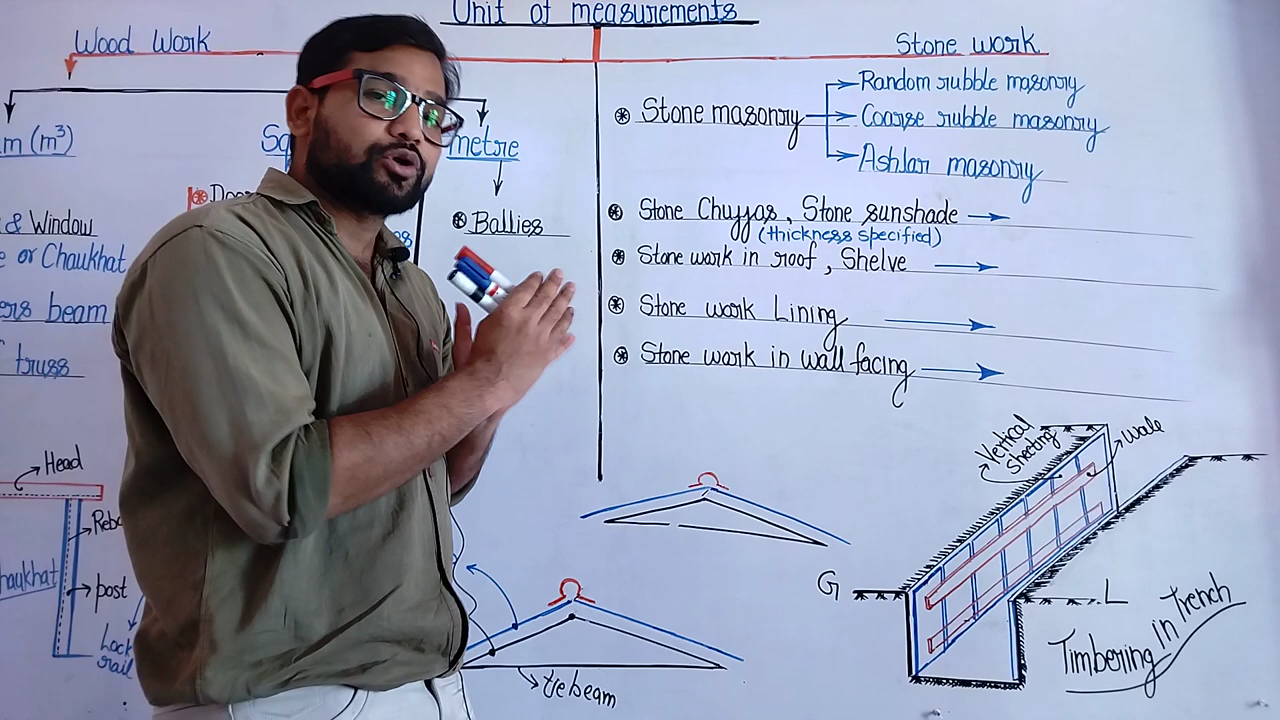 Unit of measurements
Wood Work
Stone work
m (m³)
Sq
metre
Ballies
& Window
e or Chaukhat
ers beam
truss
Stone masonry
Random rubble masonry
Coarse rubble masonry
Ashlar masonry
Stone Chujjas, Stone sunshade
(thickness specified)
Stone work in roof, Shelve
Stone work Lining
Stone work in wall facing
Head
Reba
haukhat
post
Lock
rail
tie beam
Vertical
sheeting
Wale
G
L
Timbering in Trench